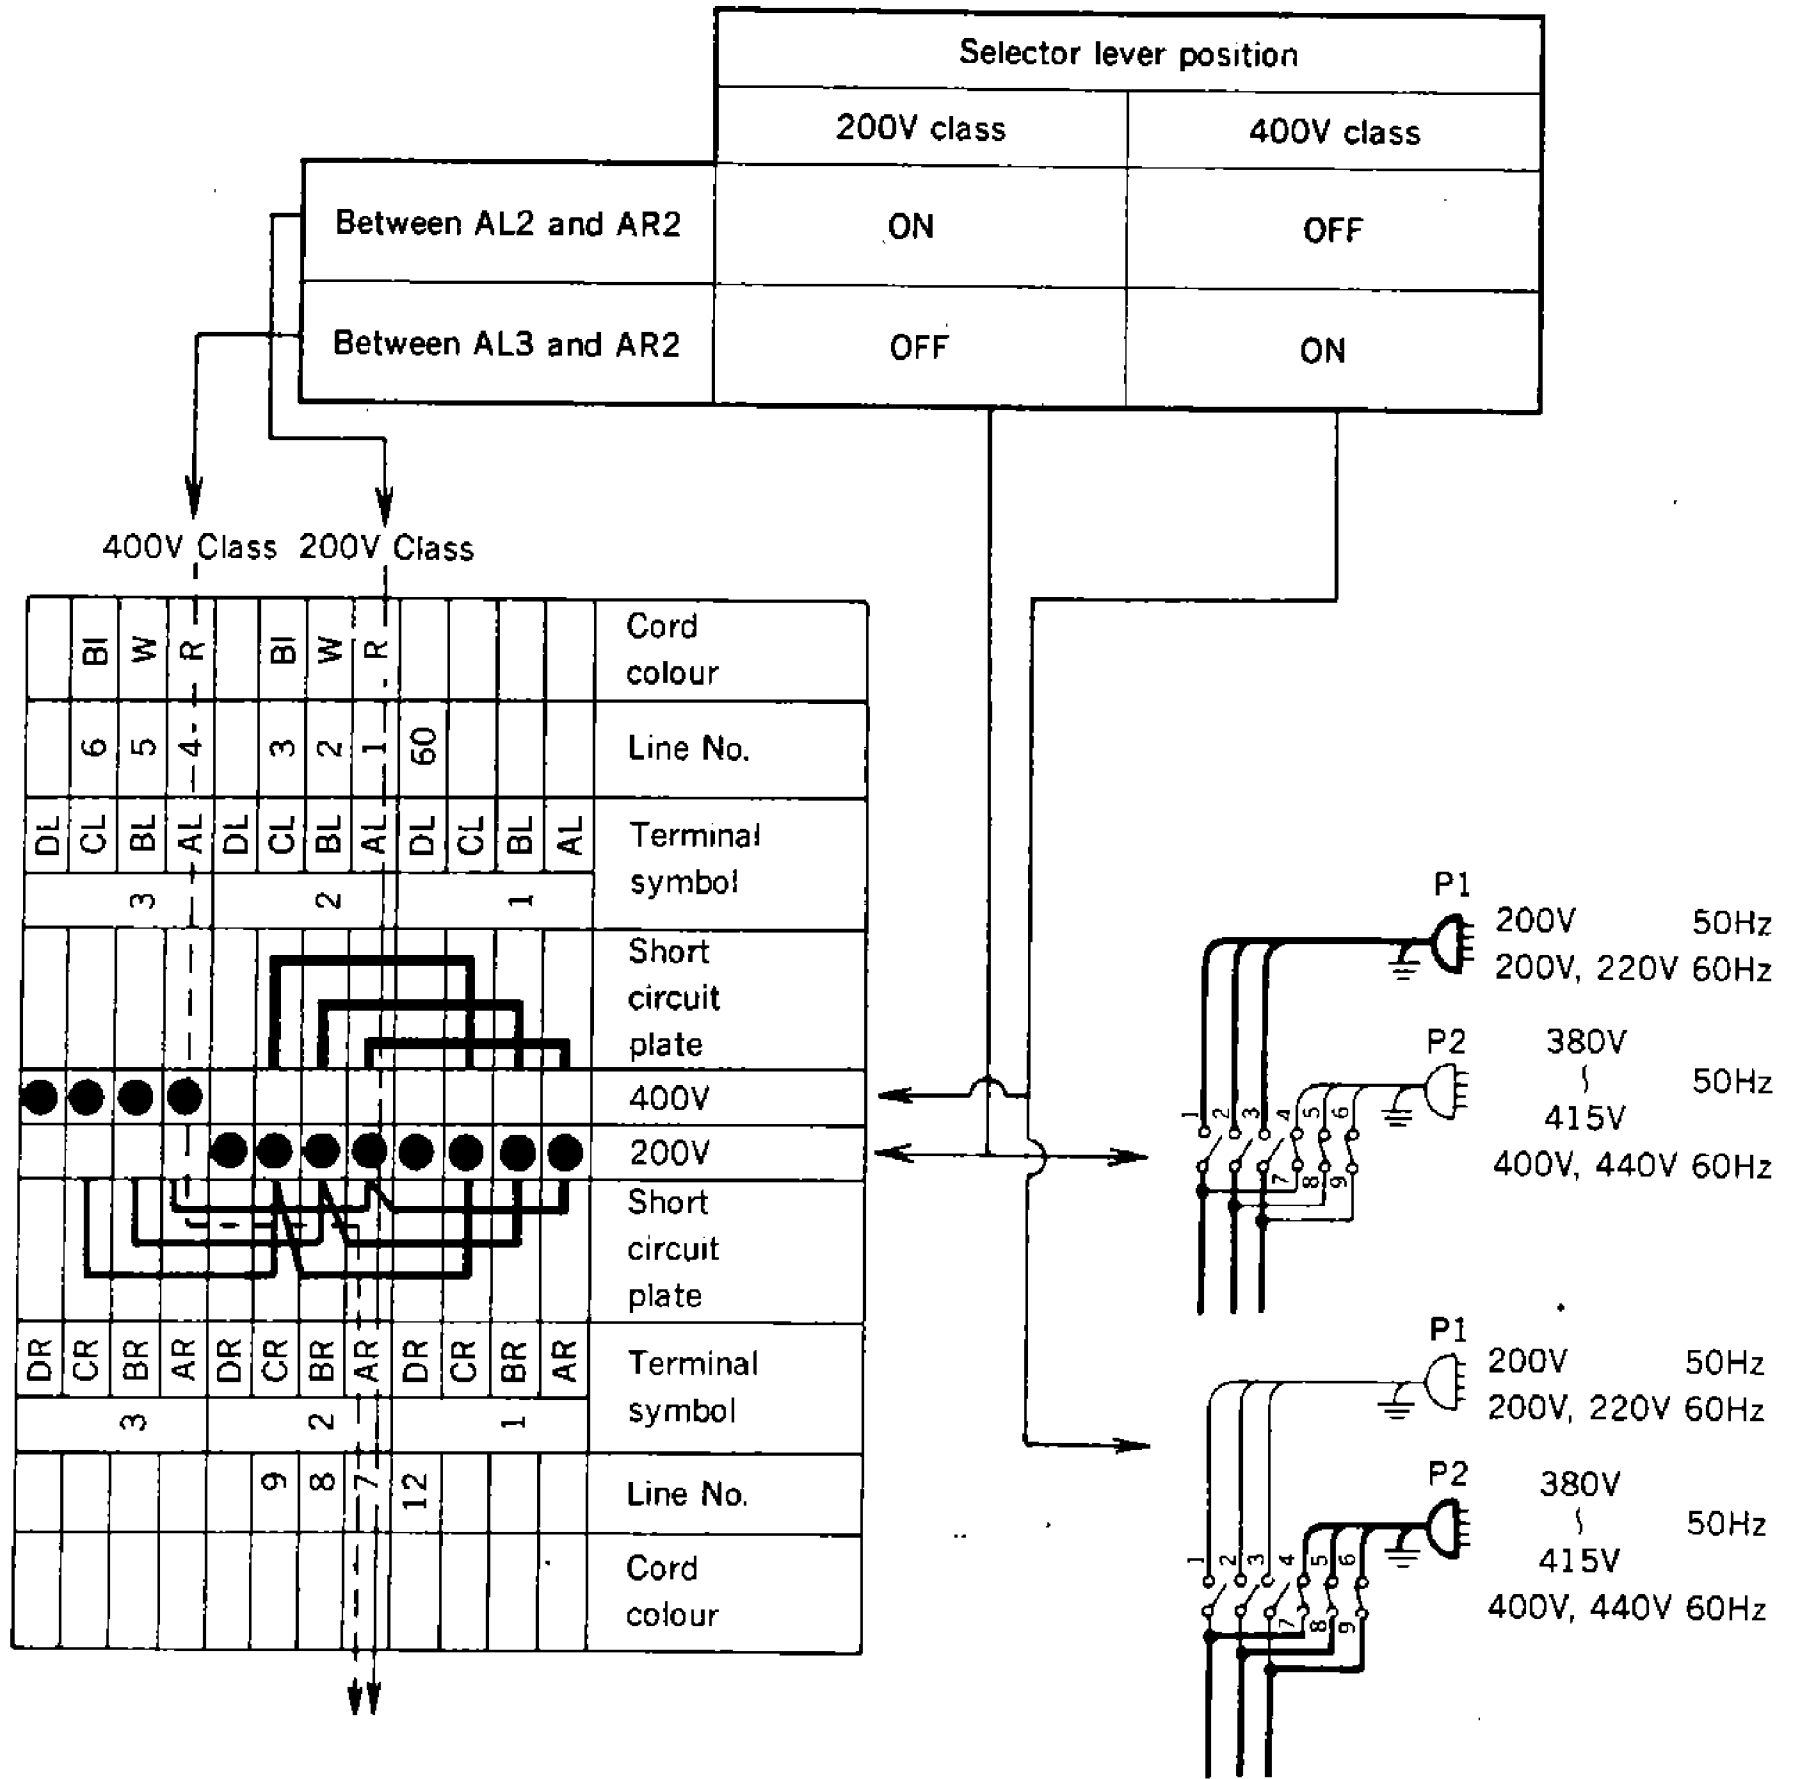 Selector lever position
200V class 400V class
Between AL2 and AR2 ON OFF
Between AL3 and AR2 OFF ON
400V Class 200V Class
BI W R BI W R Cord
colour
6 5 4 3 2 1 60 Line No.
DL CL BL AL DL CL BL AL DL CL BL AL Terminal
symbol
3 2 1
Short
circuit
plate
400V
200V
Short
circuit
plate
DR CR BR AR DR CR BR AR DR CR BR AR Terminal
symbol
3 2 1
9 8 7 12 Line No.
Cord
colour
P1
200V 50Hz
200V, 220V 60Hz
P2 380V
~ 50Hz
415V
400V, 440V 60Hz
1 2 3 4 5 6
7 8 9
P1
200V 50Hz
200V, 220V 60Hz
P2 380V
~ 50Hz
415V
400V, 440V 60Hz
1 2 3 4 5 6
7 8 9